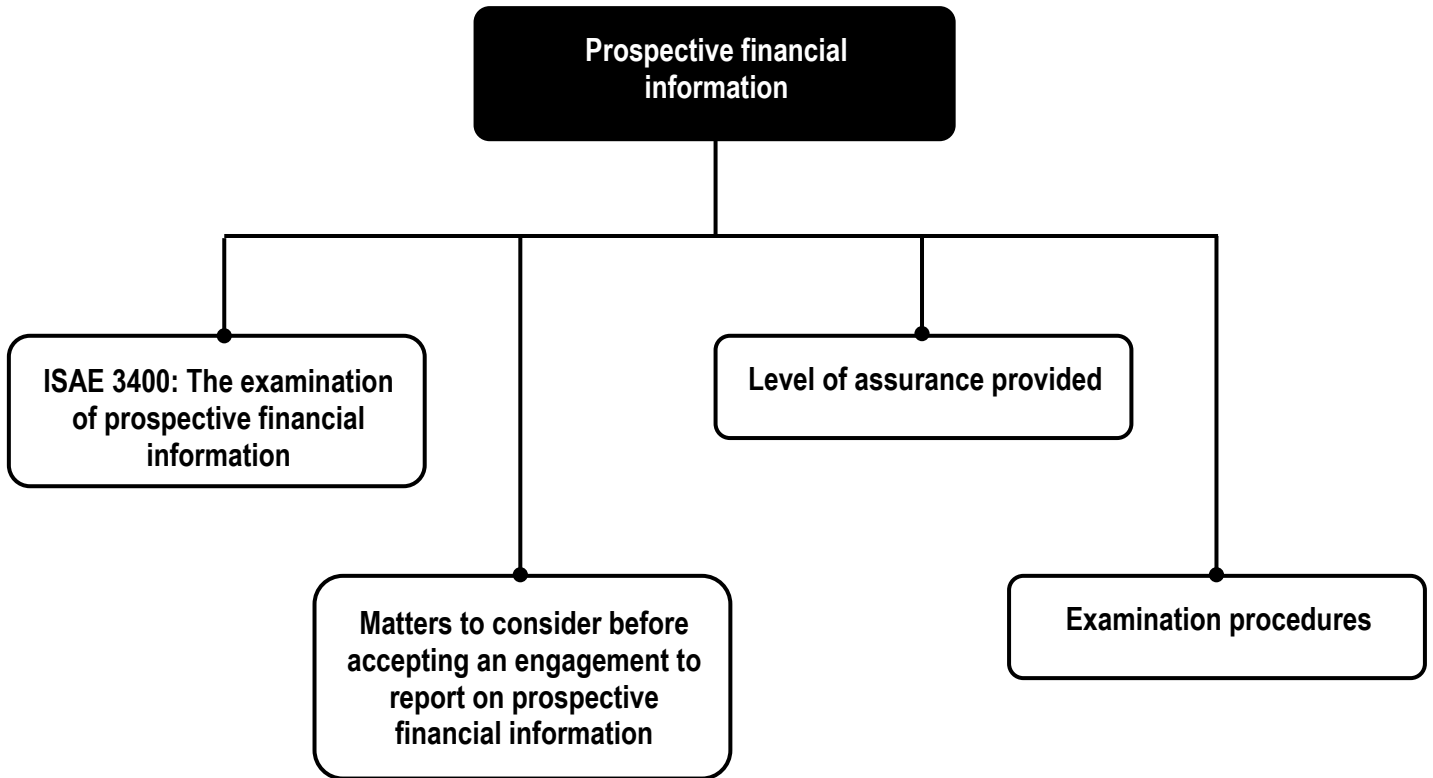 Prospective financial
information
ISAE 3400: The examination
of prospective financial
information
Level of assurance provided
Matters to consider before
accepting an engagement to
report on prospective
financial information
Examination procedures